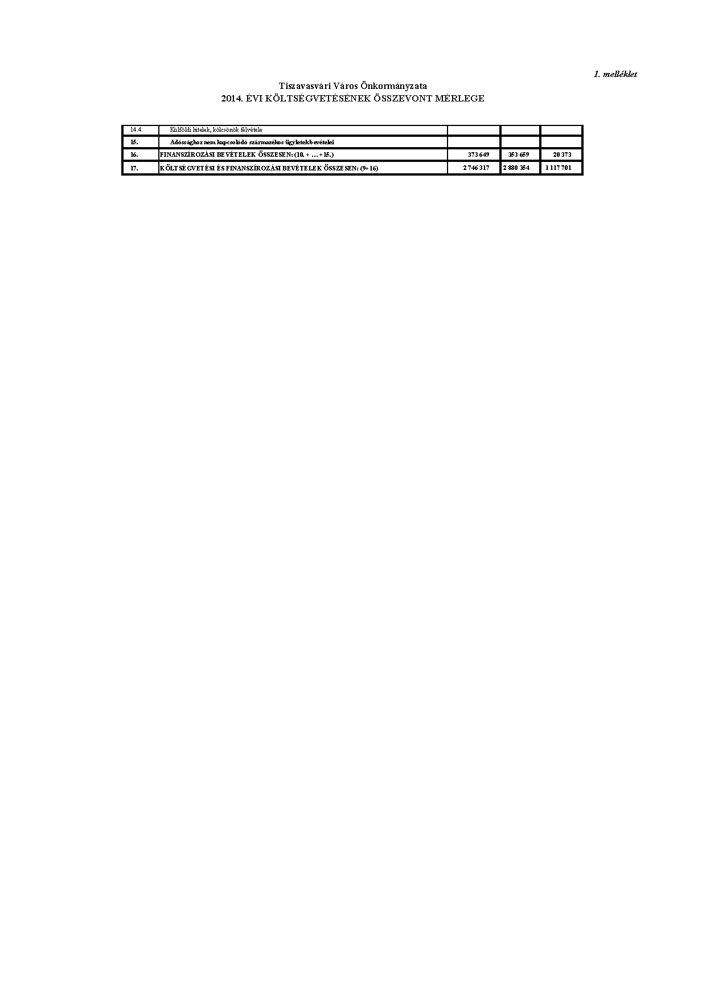 1. melléklet
Tiszavasvári Város Önkormányzata
2014. ÉVI KÖLTSÉGVETÉSÉNEK ÖSSZEVONT MÉRLEGE
14.4. Külföldi hitelek, kölcsönök felvétele
15. Adóssághoz nem kapcsolódó származékos ügyletek bevételei
16. FINANSZÍROZÁSI BEVÉTELEK ÖSSZESEN: (10. + … +15.) 373 649 353 659 20 373
17. KÖLTSÉGVETÉSI ÉS FINANSZÍROZÁSI BEVÉTELEK ÖSSZESEN: (9+16) 2 746 317 2 880 354 1 117 701